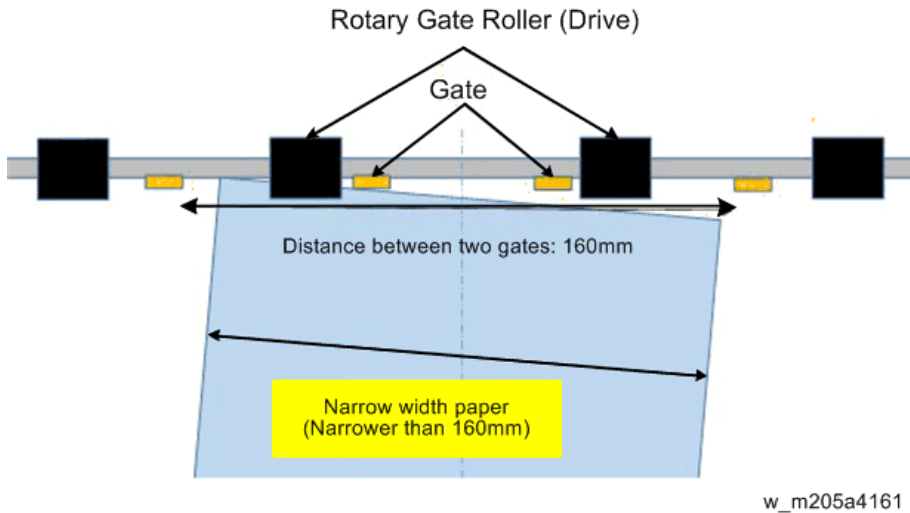 Rotary Gate Roller (Drive)
Gate
Distance between two gates: 160mm
Narrow width paper
(Narrower than 160mm)
w_m205a4161